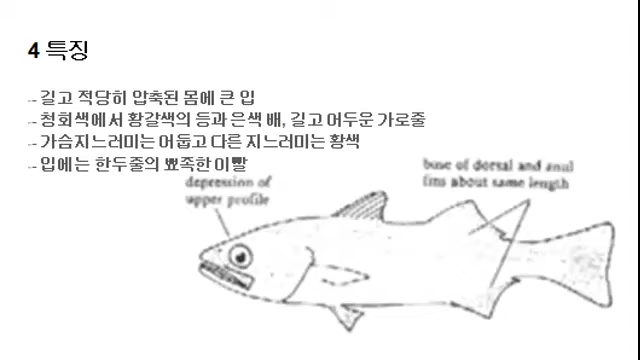 4 특징
– 길고 적당히 압축된 몸에 큰 입
– 청회색에서 황갈색의 등과 은색 배, 길고 어두운 가로줄
– 가슴지느러미는 어둡고 다른 지느러미는 황색
– 입에는 한두줄의 뾰족한 이빨
depression of
upper profile
base of dorsal and anal
fins about same length